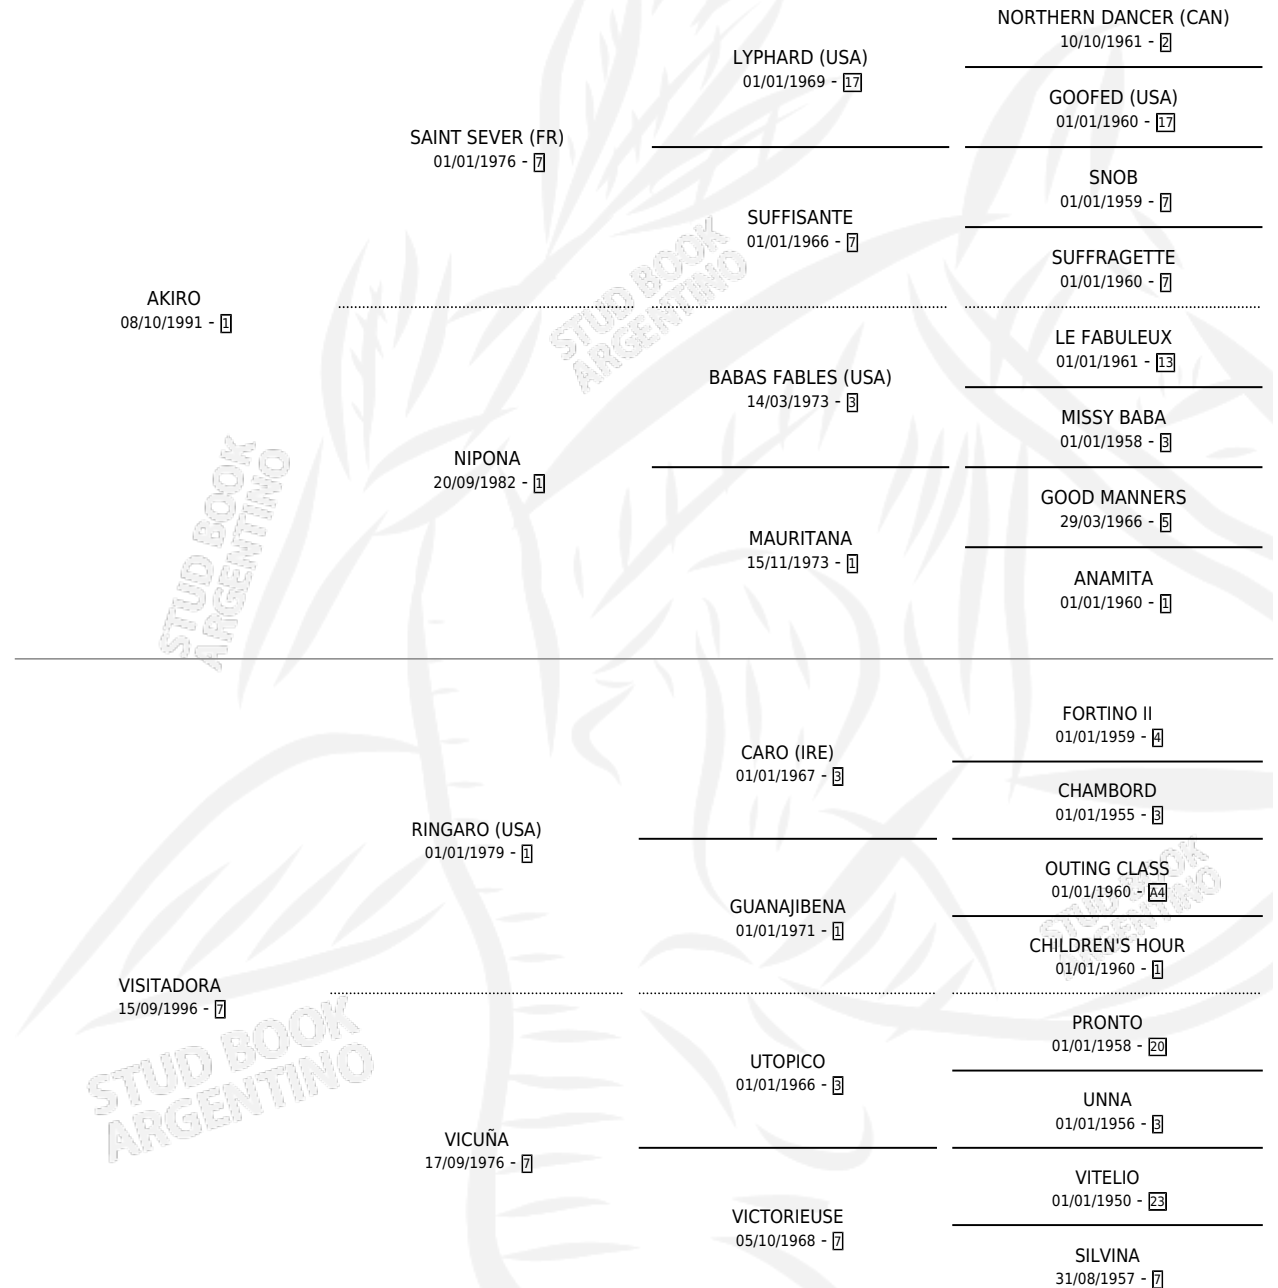 NORTHERN DANCER (CAN)
10/10/1961 - 2
LYPHARD (USA)
01/01/1969 - 17
GOOFED (USA)
01/01/1960 - 17
SAINT SEVER (FR)
01/01/1976 - 7
SNOB
01/01/1959 - 7
SUFFISANTE
01/01/1966 - 7
SUFFRAGETTE
01/01/1960 - 7
AKIRO
08/10/1991 - 1
STUD BOOK
ARGENTINO
LE FABULEUX
01/01/1961 - 13
BABAS FABLES (USA)
14/03/1973 - 3
MISSY BABA
01/01/1958 - 3
NIPONA
20/09/1982 - 1
GOOD MANNERS
29/03/1966 - 5
MAURITANA
15/11/1973 - 1
ANAMITA
01/01/1960 - 1
STUD BOOK
ARGENTINO
FORTINO II
01/01/1959 - 4
CARO (IRE)
01/01/1967 - 3
CHAMBORD
01/01/1955 - 3
RINGARO (USA)
01/01/1979 - 1
OUTING CLASS
01/01/1960 - A4
GUANAJIBENA
01/01/1971 - 1
CHILDREN'S HOUR
01/01/1960 - 1
STUD BOOK
ARGENTINO
VISITADORA
15/09/1996 - 7
PRONTO
01/01/1958 - 20
UTOPICO
01/01/1966 - 3
UNNA
01/01/1956 - 3
STUD BOOK
ARGENTINO
VICUÑA
17/09/1976 - 7
VITELIO
01/01/1950 - 23
VICTORIEUSE
05/10/1968 - 7
SILVINA
31/08/1957 - 7